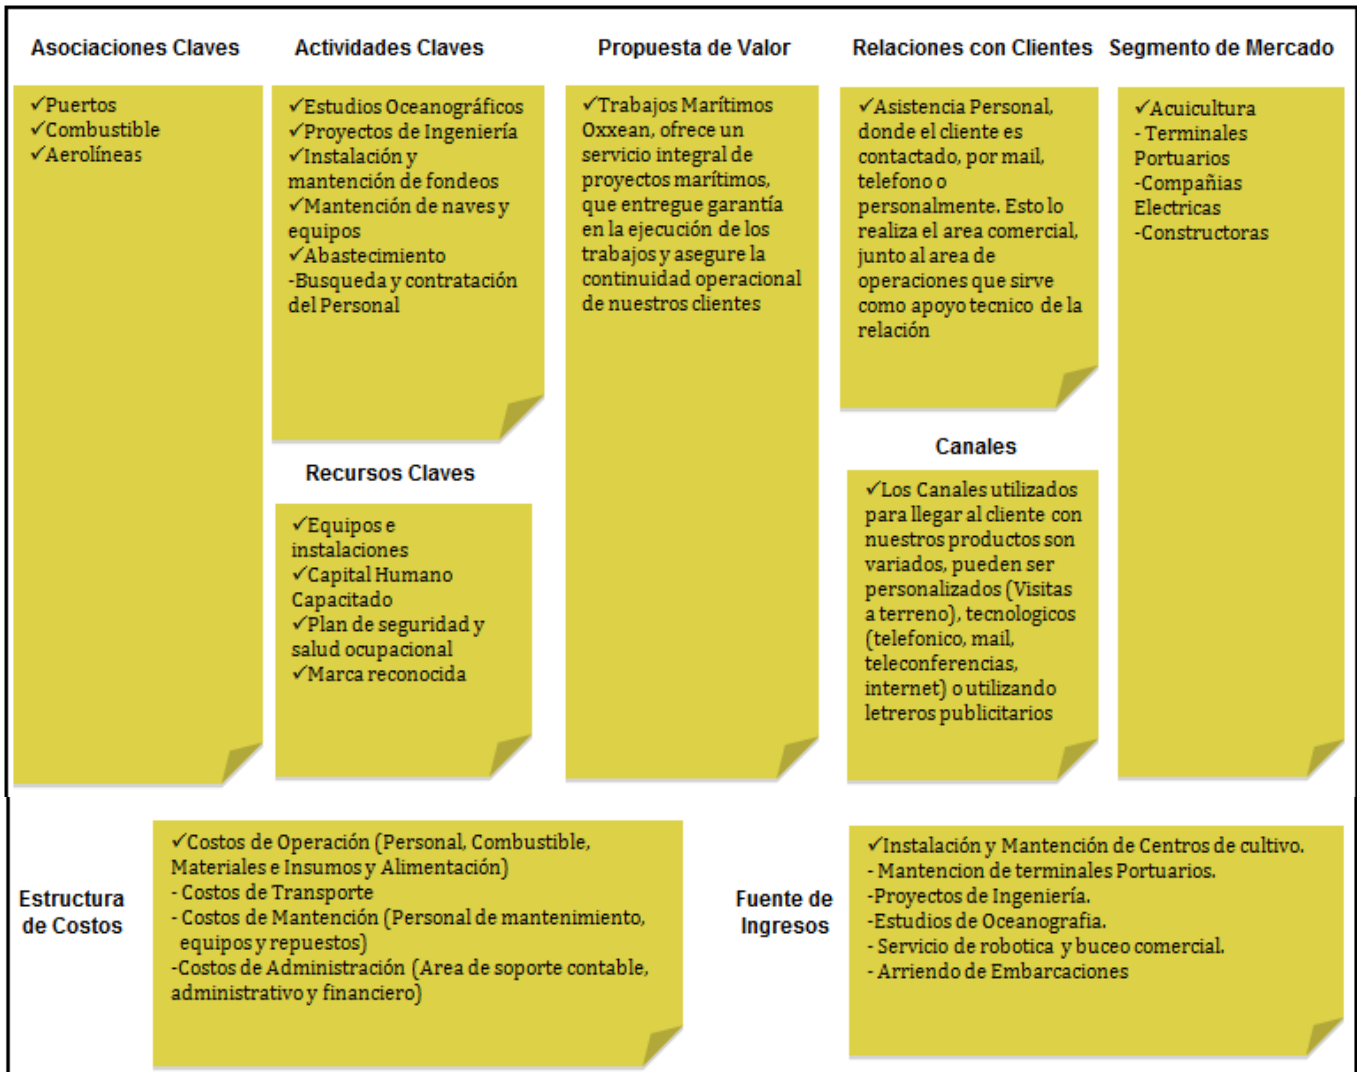 Asociaciones Claves
✓Puertos
✓Combustible
✓Aerolíneas
Actividades Claves
✓Estudios Oceanográficos
✓Proyectos de Ingeniería
✓Instalación y
mantención de fondeos
✓Mantención de naves y
equipos
✓Abastecimiento
-Busqueda y contratación
del Personal
Recursos Claves
✓Equipos e
instalaciones
✓Capital Humano
Capacitado
✓Plan de seguridad y
salud ocupacional
✓Marca reconocida
Propuesta de Valor
✓Trabajos Marítimos
Oxxean, ofrece un
servicio integral de
proyectos marítimos,
que entregue garantía
en la ejecución de los
trabajos y asegure la
continuidad operacional
de nuestros clientes
Relaciones con Clientes
✓Asistencia Personal,
donde el cliente es
contactado, por mail,
telefono o
personalmente. Esto lo
realiza el area comercial,
junto al area de
operaciones que sirve
como apoyo tecnico de la
relación
Canales
✓Los Canales utilizados
para llegar al cliente con
nuestros productos son
variados, pueden ser
personalizados (Visitas
a terreno), tecnologicos
(telefonico, mail,
teleconferencias,
internet) o utilizando
letreros publicitarios
Segmento de Mercado
✓Acuicultura
- Terminales
Portuarios
-Compañias
Electricas
-Constructoras
Estructura
de Costos
✓Costos de Operación (Personal, Combustible,
Materiales e Insumos y Alimentación)
- Costos de Transporte
- Costos de Mantención (Personal de mantenimiento,
equipos y repuestos)
-Costos de Administración (Area de soporte contable,
administrativo y financiero)
Fuente de
Ingresos
✓Instalación y Mantención de Centros de cultivo.
- Mantencion de terminales Portuarios.
-Proyectos de Ingeniería.
-Estudios de Oceanografia.
- Servicio de robotica y buceo comercial.
- Arriendo de Embarcaciones